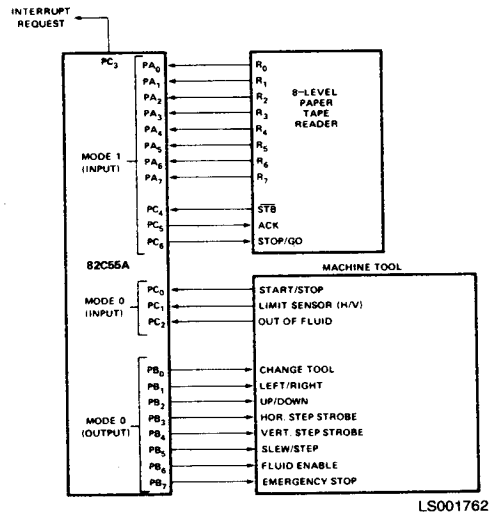 INTERRUPT
REQUEST
PC3
PA0 R0
PA1 R1
PA2 R2
PA3 R3
PA4 R4
PA5 R5
PA6 R6
PA7 R7
8-LEVEL
PAPER
TAPE
READER
MODE 1
(INPUT)
PC4 STB
PC5 ACK
PC6 STOP/GO
82C55A
MACHINE TOOL
MODE 0
(INPUT)
PC0 START/STOP
PC1 LIMIT SENSOR (H/V)
PC2 OUT OF FLUID
MODE 0
(OUTPUT)
PB0 CHANGE TOOL
PB1 LEFT/RIGHT
PB2 UP/DOWN
PB3 HOR. STEP STROBE
PB4 VERT. STEP STROBE
PB5 SLEW/STEP
PB6 FLUID ENABLE
PB7 EMERGENCY STOP
LS001762